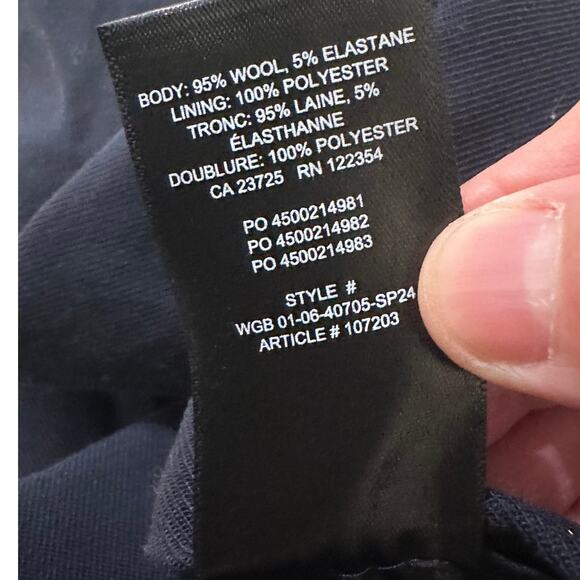 BODY: 95% WOOL, 5% ELASTANE
LINING: 100% POLYESTER
TRONC: 95% LAINE, 5%
ÉLASTHANNE
DOUBLURE: 100% POLYESTER
CA 23725 RN 122354
PO 4500214981
PO 4500214982
PO 4500214983
STYLE #
WGB 01-06-40705-SP24
ARTICLE # 107203